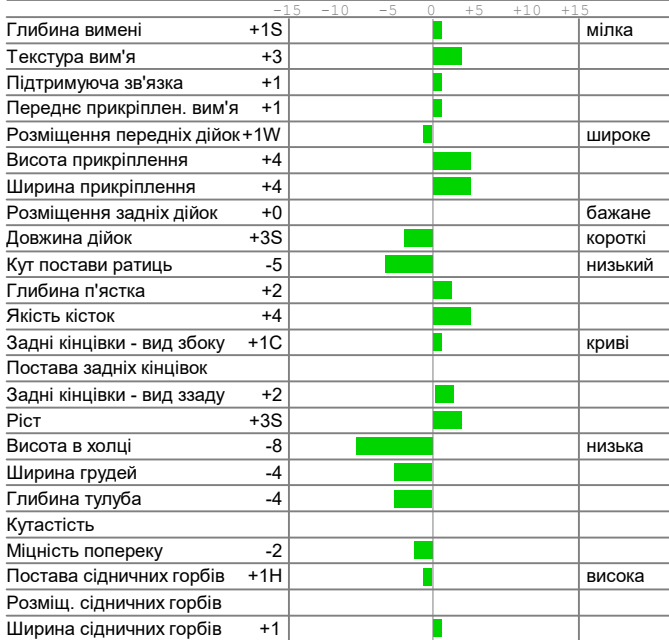 -15 -10 -5 0 +5 +10 +15
Глибина вимені +1S мілка
Текстура вим'я +3
Підтримуюча зв'язка +1
Переднє прикріплен. вим'я +1
Розміщення передніх дійок +1W широке
Висота прикріплення +4
Ширина прикріплення +4
Розміщення задніх дійок +0 бажане
Довжина дійок +3S короткі
Кут постави ратиць -5 низький
Глибина п'ястка +2
Якість кісток +4
Задні кінцівки - вид збоку +1C криві
Постава задніх кінцівок
Задні кінцівки - вид ззаду +2
Ріст +3S
Висота в холці -8 низька
Ширина грудей -4
Глибина тулуба -4
Кутастість
Міцність попереку -2
Постава сідничних горбів +1H висока
Розміщ. сідничних горбів
Ширина сідничних горбів +1